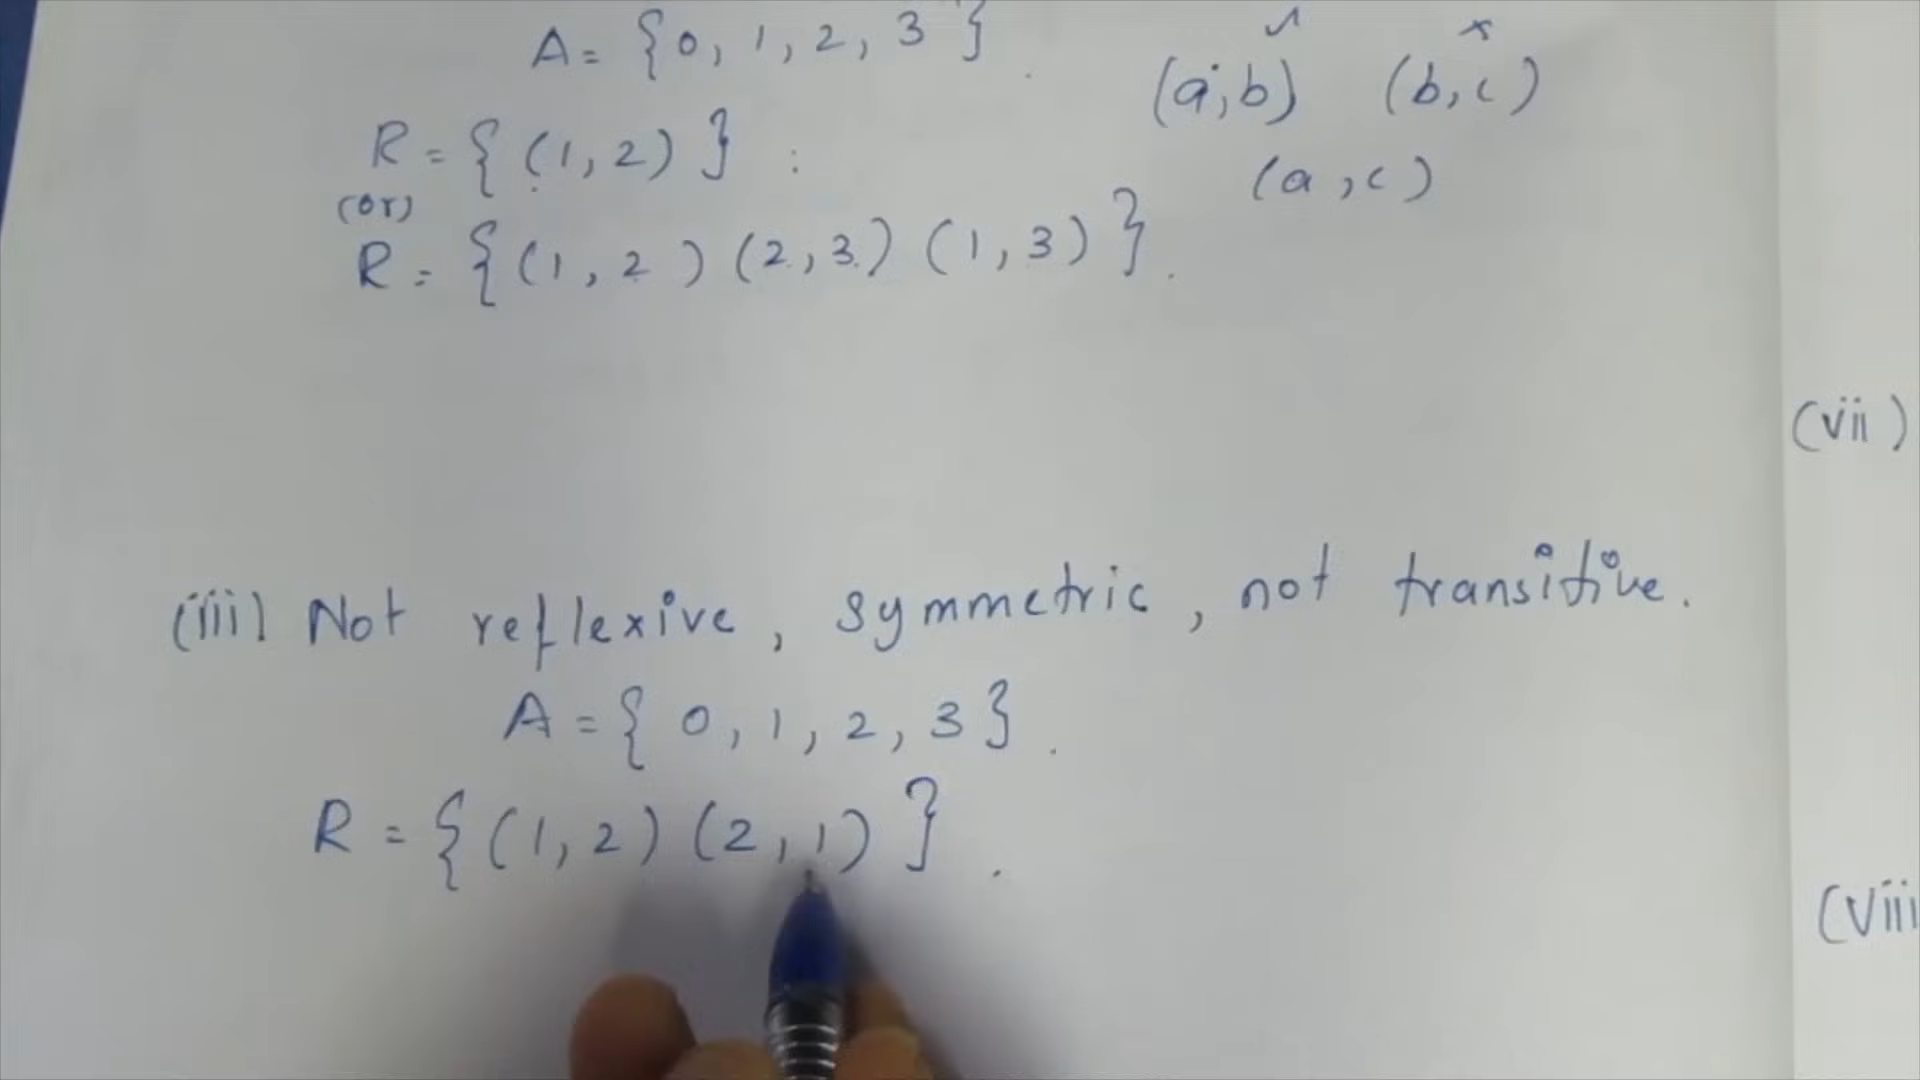 A = {0, 1, 2, 3}
(a, b) (b, c)
(a, c)
R = { (1, 2) }
(or)
R = { (1, 2) (2, 3) (1, 3) }.
(vii)
(iii) Not reflexive, symmetric, not transitive.
A = { 0, 1, 2, 3 }.
R = { (1, 2) (2, 1) }.
(viii